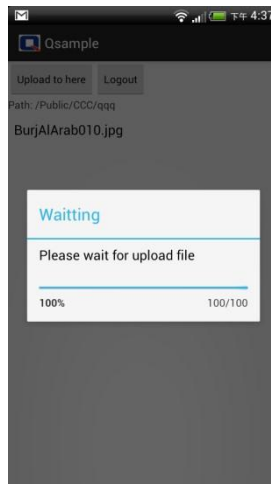 下午 4:37
Qsample
Upload to here Logout
Path: /Public/CCC/qqq
BurjAlArab010.jpg
Waitting
Please wait for upload file
100% 100/100